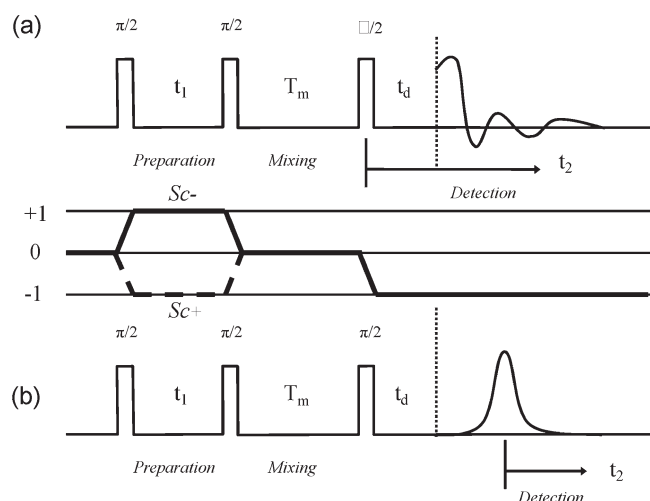 (a)
π/2 π/2 □/2
t1 Tm td
Preparation Mixing t2
Detection
Sc-
+1
0
-1
Sc+
π/2 π/2 π/2
(b)
t1 Tm td
Preparation Mixing t2
Detection